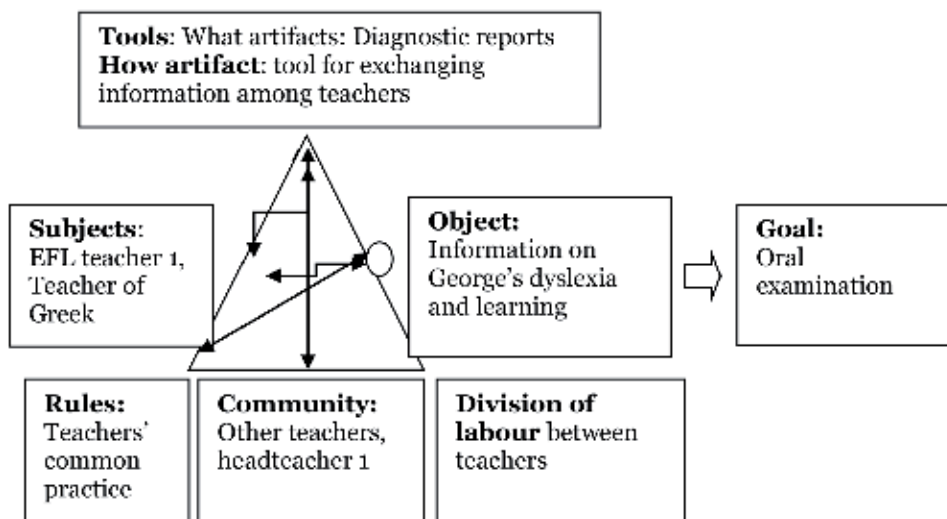 Tools: What artifacts: Diagnostic reports
How artifact: tool for exchanging
information among teachers
Subjects:
EFL teacher 1,
Teacher of
Greek
Object:
Information on
George's dyslexia
and learning
Goal:
Oral
examination
Rules:
Teachers'
common
practice
Community:
Other teachers,
headteacher 1
Division of
labour between
teachers